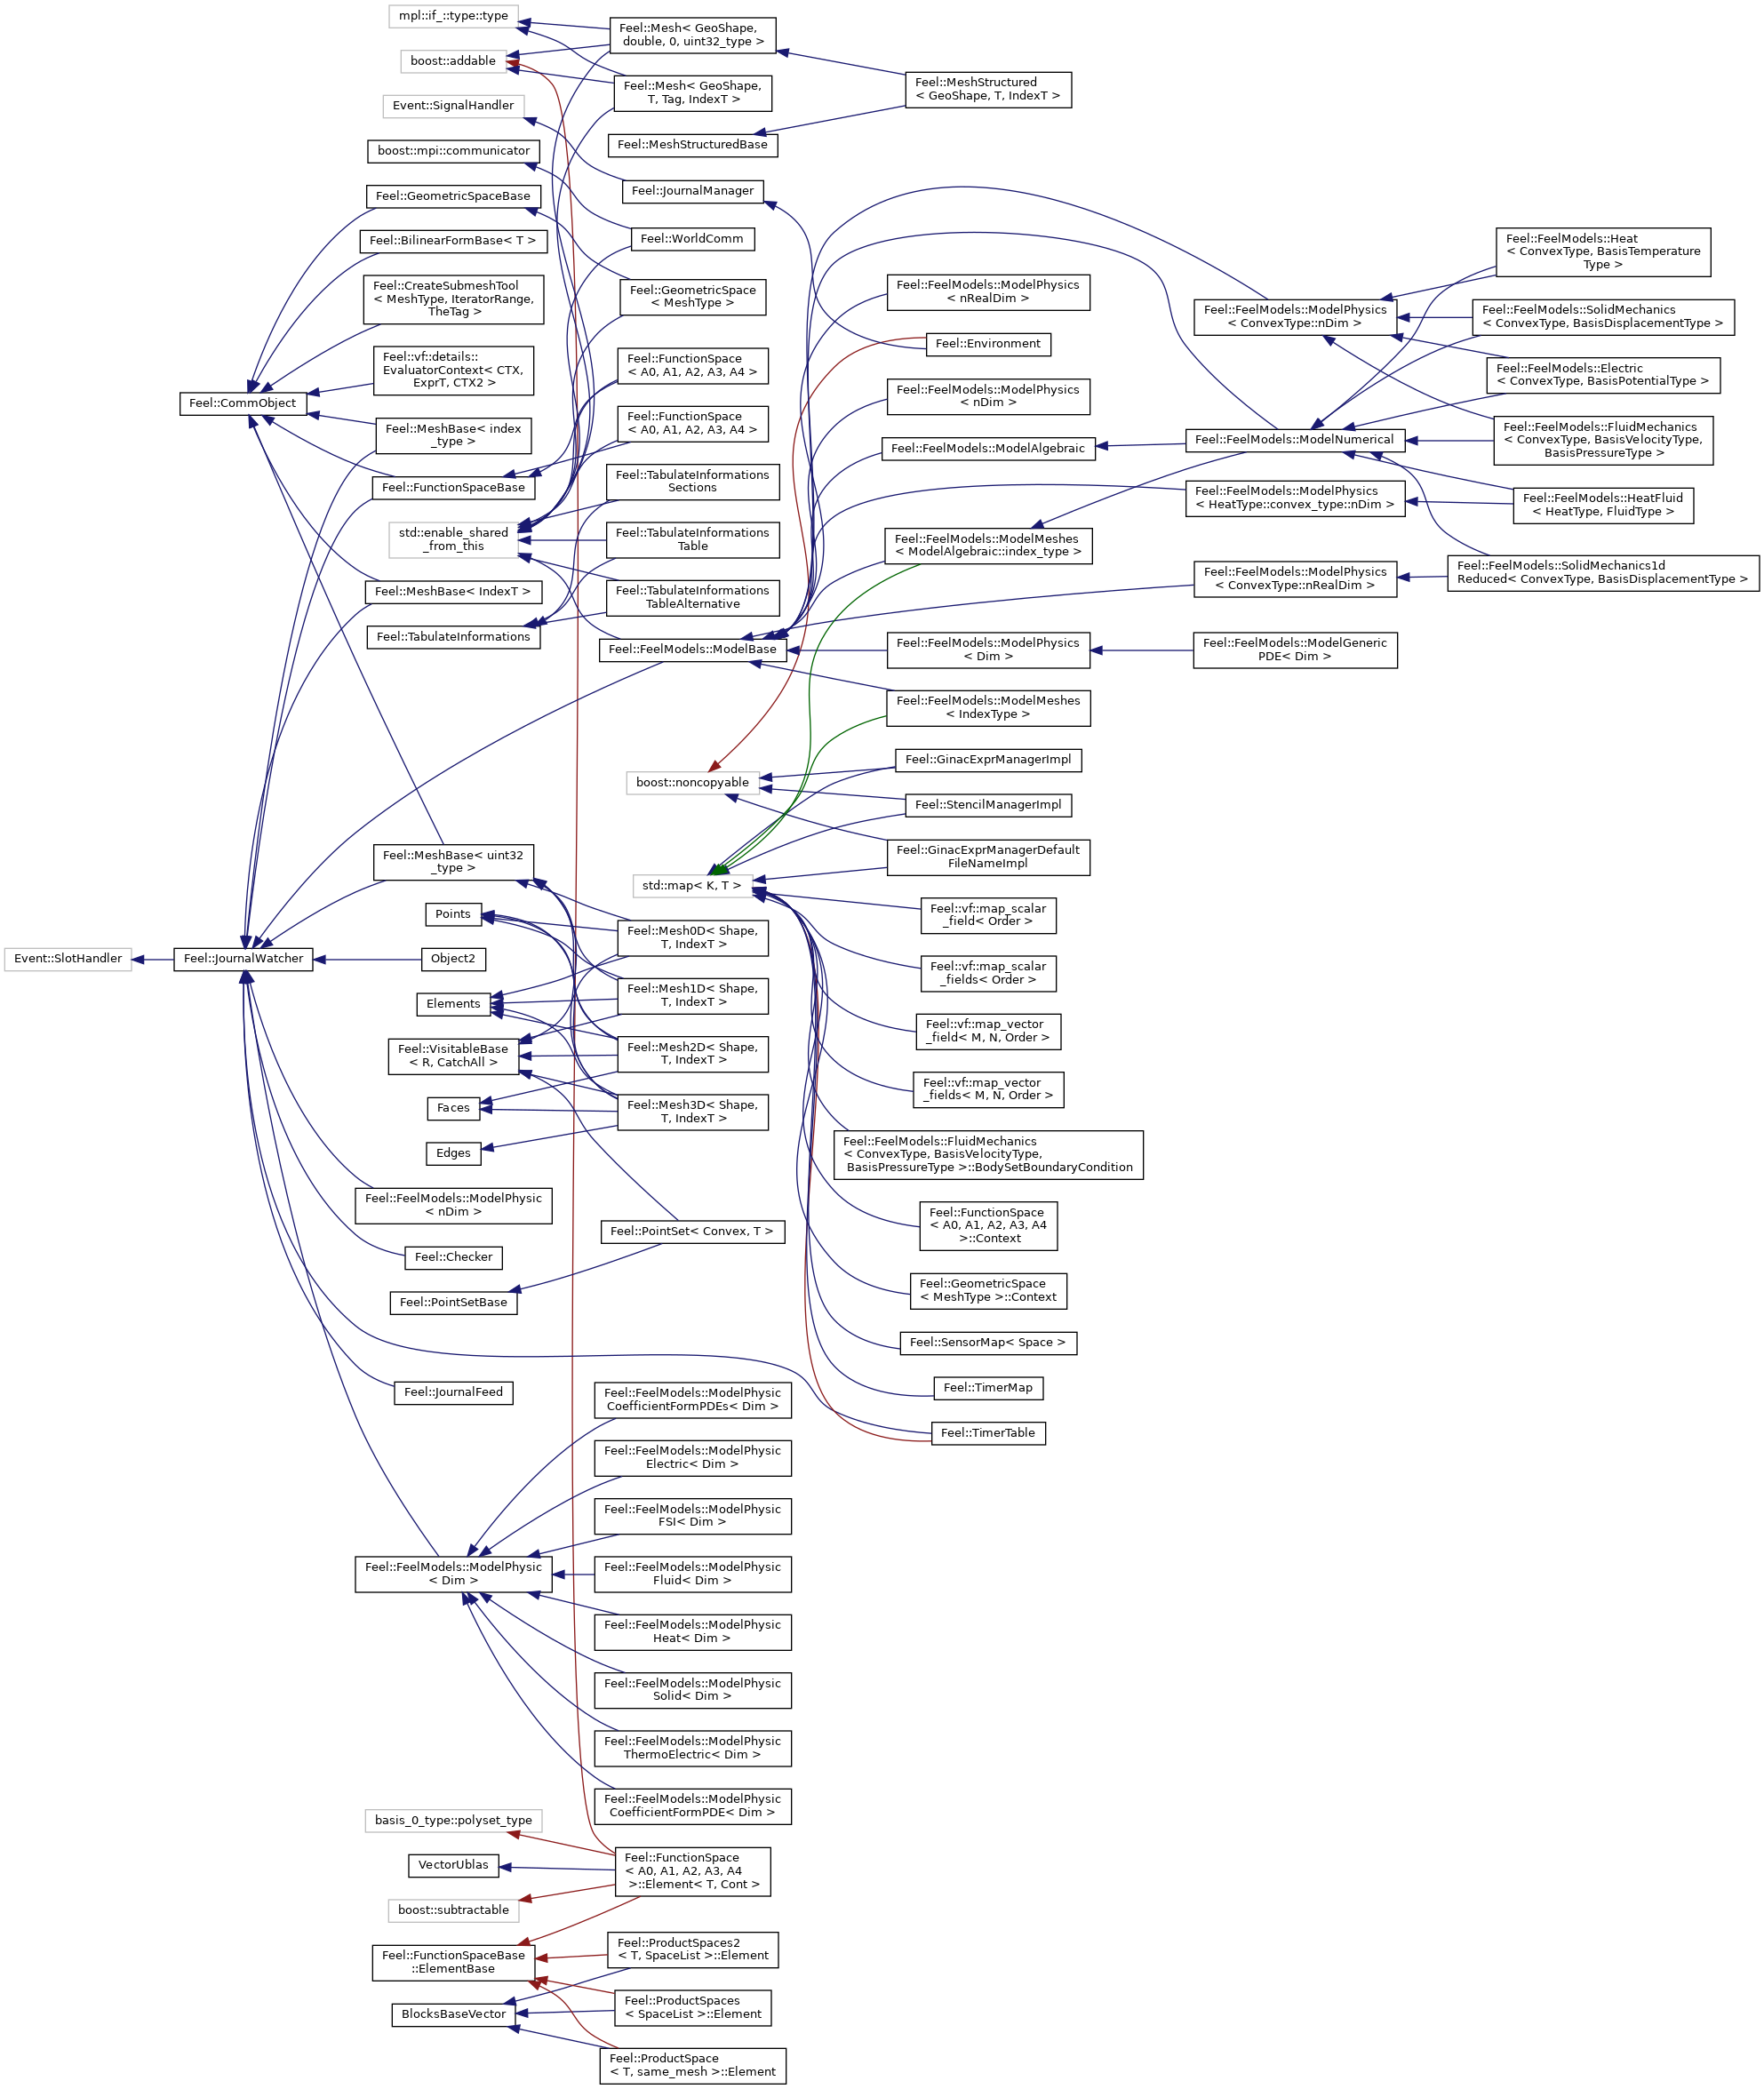 mpl::if_::type::type
boost::addable
Event::SignalHandler
boost::mpi::communicator
Feel::GeometricSpaceBase
Feel::BilinearFormBase< T >
Feel::CreateSubmeshTool
< MeshType, IteratorRange,
TheTag >
Feel::vf::details::
EvaluatorContext< CTX,
ExprT, CTX2 >
Feel::CommObject
Feel::MeshBase< index
_type >
Feel::FunctionSpaceBase
std::enable_shared
_from_this
Feel::MeshBase< IndexT >
Feel::TabulateInformations
Feel::MeshBase< uint32
_type >
Points
Event::SlotHandler
Feel::JournalWatcher
Object2
Elements
Feel::VisitableBase
< R, CatchAll >
Faces
Edges
Feel::FeelModels::ModelPhysic
< nDim >
Feel::Checker
Feel::PointSetBase
Feel::JournalFeed
Feel::FeelModels::ModelPhysic
< Dim >
basis_0_type::polyset_type
VectorUblas
boost::subtractable
Feel::FunctionSpaceBase
::ElementBase
BlocksBaseVector
Feel::Mesh< GeoShape,
double, 0, uint32_type >
Feel::Mesh< GeoShape,
T, Tag, IndexT >
Feel::MeshStructuredBase
Feel::JournalManager
Feel::WorldComm
Feel::GeometricSpace
< MeshType >
Feel::FunctionSpace
< A0, A1, A2, A3, A4 >
Feel::FunctionSpace
< A0, A1, A2, A3, A4 >
Feel::TabulateInformations
Sections
Feel::TabulateInformations
Table
Feel::TabulateInformations
TableAlternative
Feel::FeelModels::ModelBase
boost::noncopyable
std::map< K, T >
Feel::Mesh0D< Shape,
T, IndexT >
Feel::Mesh1D< Shape,
T, IndexT >
Feel::Mesh2D< Shape,
T, IndexT >
Feel::Mesh3D< Shape,
T, IndexT >
Feel::PointSet< Convex, T >
Feel::FeelModels::ModelPhysic
CoefficientFormPDEs< Dim >
Feel::FeelModels::ModelPhysic
Electric< Dim >
Feel::FeelModels::ModelPhysic
FSI< Dim >
Feel::FeelModels::ModelPhysic
Fluid< Dim >
Feel::FeelModels::ModelPhysic
Heat< Dim >
Feel::FeelModels::ModelPhysic
Solid< Dim >
Feel::FeelModels::ModelPhysic
ThermoElectric< Dim >
Feel::FeelModels::ModelPhysic
CoefficientFormPDE< Dim >
Feel::FunctionSpace
< A0, A1, A2, A3, A4
>::Element< T, Cont >
Feel::ProductSpaces2
< T, SpaceList >::Element
Feel::ProductSpaces
< SpaceList >::Element
Feel::ProductSpace
< T, same_mesh >::Element
Feel::MeshStructured
< GeoShape, T, IndexT >
Feel::FeelModels::ModelPhysics
< nRealDim >
Feel::Environment
Feel::FeelModels::ModelPhysics
< nDim >
Feel::FeelModels::ModelAlgebraic
Feel::FeelModels::ModelMeshes
< ModelAlgebraic::index_type >
Feel::FeelModels::ModelPhysics
< Dim >
Feel::FeelModels::ModelMeshes
< IndexType >
Feel::GinacExprManagerImpl
Feel::StencilManagerImpl
Feel::GinacExprManagerDefault
FileNameImpl
Feel::vf::map_scalar
_field< Order >
Feel::vf::map_scalar
_fields< Order >
Feel::vf::map_vector
_field< M, N, Order >
Feel::vf::map_vector
_fields< M, N, Order >
Feel::FeelModels::FluidMechanics
< ConvexType, BasisVelocityType,
BasisPressureType >::BodySetBoundaryCondition
Feel::FunctionSpace
< A0, A1, A2, A3, A4
>::Context
Feel::GeometricSpace
< MeshType >::Context
Feel::SensorMap< Space >
Feel::TimerMap
Feel::TimerTable
Feel::FeelModels::ModelPhysics
< ConvexType::nDim >
Feel::FeelModels::ModelNumerical
Feel::FeelModels::ModelPhysics
< HeatType::convex_type::nDim >
Feel::FeelModels::ModelPhysics
< ConvexType::nRealDim >
Feel::FeelModels::ModelGeneric
PDE< Dim >
Feel::FeelModels::Heat
< ConvexType, BasisTemperature
Type >
Feel::FeelModels::SolidMechanics
< ConvexType, BasisDisplacementType >
Feel::FeelModels::Electric
< ConvexType, BasisPotentialType >
Feel::FeelModels::FluidMechanics
< ConvexType, BasisVelocityType,
BasisPressureType >
Feel::FeelModels::HeatFluid
< HeatType, FluidType >
Feel::FeelModels::SolidMechanics1d
Reduced< ConvexType, BasisDisplacementType >